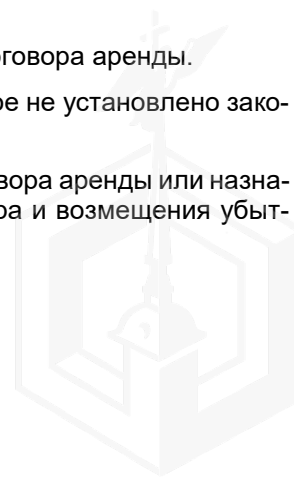 оговора аренды.
ое не установлено зако-
вора аренды или назна-
ра и возмещения убыт-